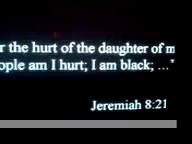 r the hurt of the daughter of m
ople am I hurt; I am black; ..."
Jeremiah 8:21